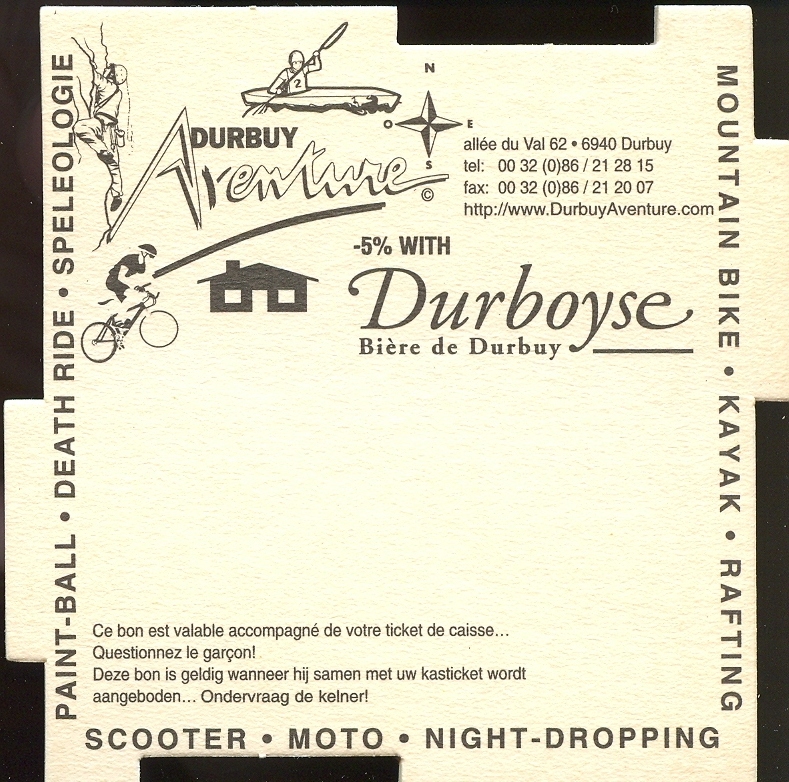 DURBUY
Aventure ©
N
O E
S
2
allée du Val 62 • 6940 Durbuy
tel: 00 32 (0)86 / 21 28 15
fax: 00 32 (0)86 / 21 20 07
http://www.DurbuyAventure.com
-5% WITH
Durboyse
Bière de Durbuy
PAINT-BALL • DEATH RIDE • SPELEOLOGIE
MOUNTAIN BIKE • KAYAK • RAFTING
Ce bon est valable accompagné de votre ticket de caisse...
Questionnez le garçon!
Deze bon is geldig wanneer hij samen met uw kasticket wordt
aangeboden... Ondervraag de kelner!
SCOOTER • MOTO • NIGHT-DROPPING